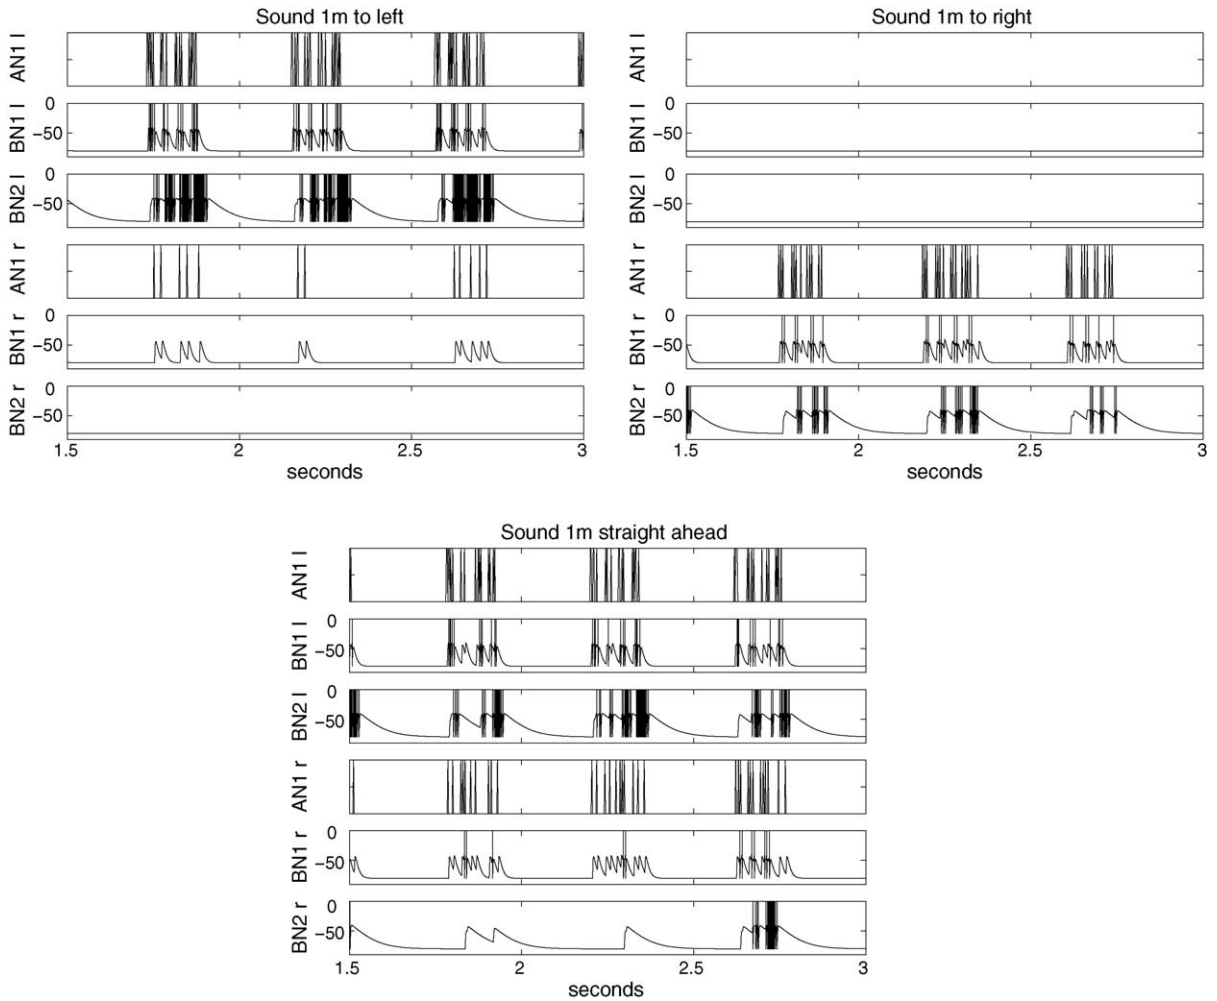 Sound 1m to left
AN1 l
BN1 l
0
−50
BN2 l
0
−50
AN1 r
BN1 r
0
−50
BN2 r
0
−50
1.5
2
2.5
3
seconds
Sound 1m to right
AN1 l
BN1 l
0
−50
BN2 l
0
−50
AN1 r
BN1 r
0
−50
BN2 r
0
−50
1.5
2
2.5
3
seconds
Sound 1m straight ahead
AN1 l
BN1 l
0
−50
BN2 l
0
−50
AN1 r
BN1 r
0
−50
BN2 r
0
−50
1.5
2
2.5
3
seconds